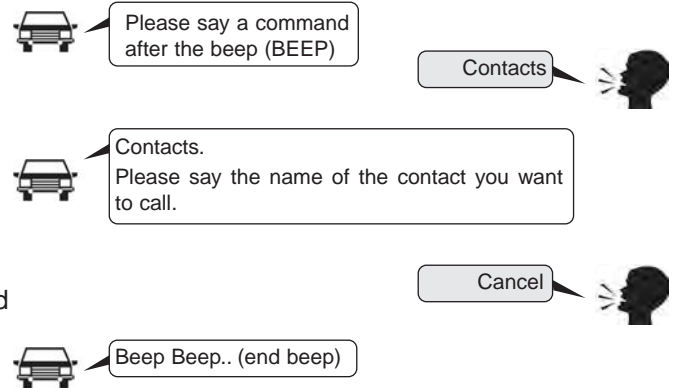 Please say a command
after the beep (BEEP)
Contacts
Contacts.
Please say the name of the contact you want
to call.
Cancel
d
Beep Beep.. (end beep)